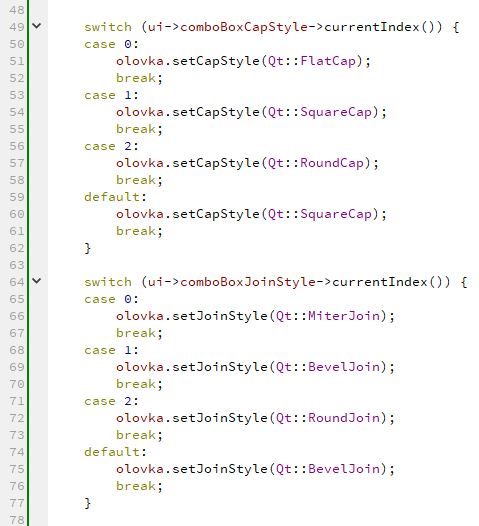 48
49 switch (ui->comboBoxCapStyle->currentIndex()) {
50 case 0:
51 olovka.setCapStyle(Qt::FlatCap);
52 break;
53 case 1:
54 olovka.setCapStyle(Qt::SquareCap);
55 break;
56 case 2:
57 olovka.setCapStyle(Qt::RoundCap);
58 break;
59 default:
60 olovka.setCapStyle(Qt::SquareCap);
61 break;
62 }
63
64 switch (ui->comboBoxJoinStyle->currentIndex()) {
65 case 0:
66 olovka.setJoinStyle(Qt::MiterJoin);
67 break;
68 case 1:
69 olovka.setJoinStyle(Qt::BevelJoin);
70 break;
71 case 2:
72 olovka.setJoinStyle(Qt::RoundJoin);
73 break;
74 default:
75 olovka.setJoinStyle(Qt::BevelJoin);
76 break;
77 }
78